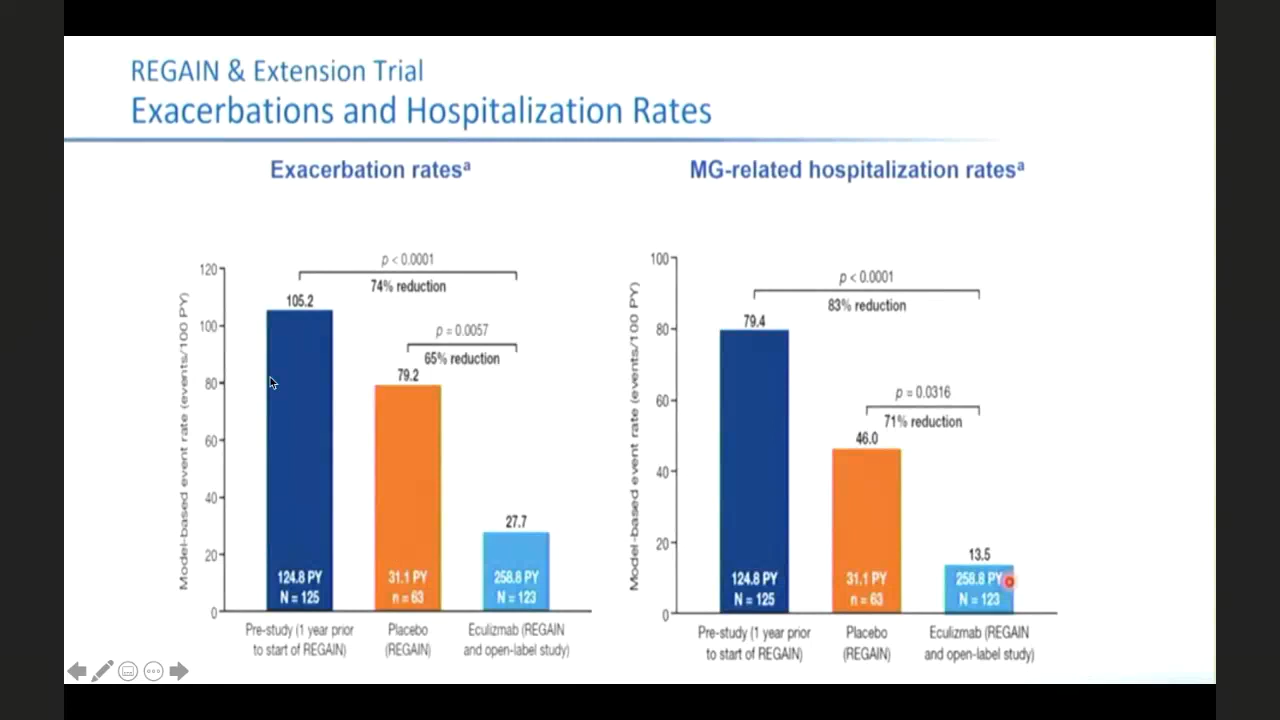 REGAIN & Extension Trial
Exacerbations and Hospitalization Rates
Exacerbation ratesᵃ
Model-based event rate (events/100 PY)
120
100
80
60
40
20
0
p < 0.0001
74% reduction
p = 0.0057
65% reduction
105.2
79.2
27.7
124.8 PY
N = 125
31.1 PY
n = 63
258.8 PY
N = 123
Pre-study (1 year prior
to start of REGAIN)
Placebo
(REGAIN)
Eculizmab (REGAIN
and open-label study)
MG-related hospitalization ratesᵃ
Model-based event rate (events/100 PY)
100
80
60
40
20
0
p < 0.0001
83% reduction
p = 0.0316
71% reduction
79.4
46.0
13.5
124.8 PY
N = 125
31.1 PY
n = 63
258.8 PY
N = 123
Pre-study (1 year prior
to start of REGAIN)
Placebo
(REGAIN)
Eculizmab (REGAIN
and open-label study)